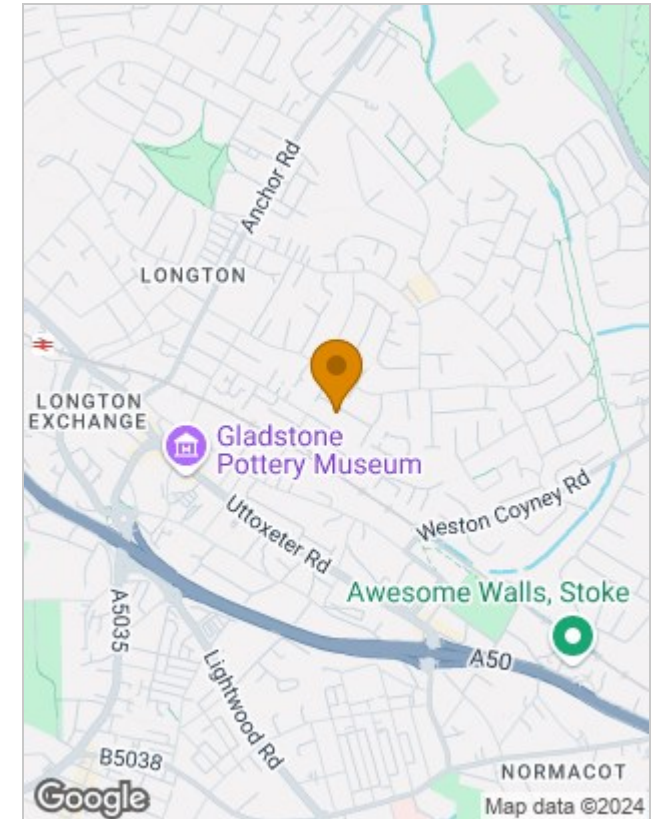 Anchor Rd
LONGTON
LONGTON
EXCHANGE
Gladstone
Pottery Museum
Uttoxeter Rd
Weston Coyney Rd
Awesome Walls, Stoke
A5035
A50
Lightwood Rd
B5038
NORMACOT
Google
Map data ©2024